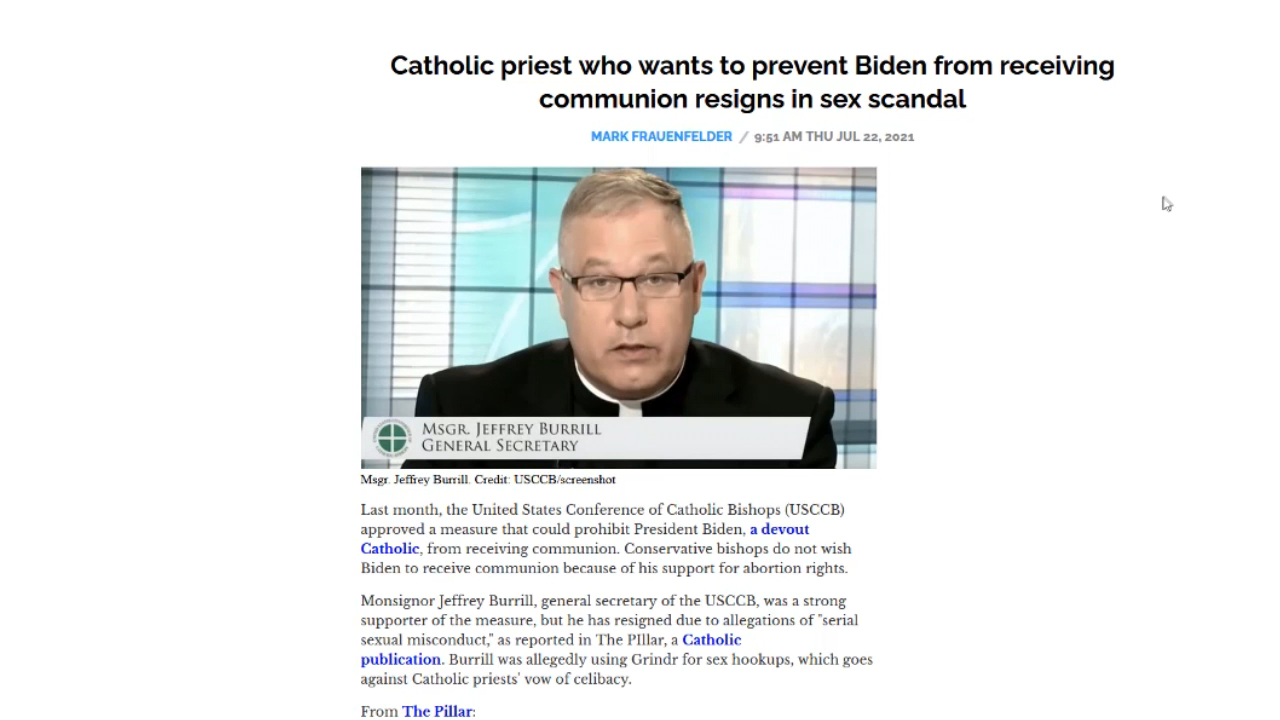 Catholic priest who wants to prevent Biden from receiving
communion resigns in sex scandal
MARK FRAUENFELDER / 9:51 AM THU JUL 22, 2021
MSGR. JEFFREY BURRILL
GENERAL SECRETARY
Msgr. Jeffrey Burrill. Credit: USCCB/screenshot
Last month, the United States Conference of Catholic Bishops (USCCB)
approved a measure that could prohibit President Biden, a devout
Catholic, from receiving communion. Conservative bishops do not wish
Biden to receive communion because of his support for abortion rights.
Monsignor Jeffrey Burrill, general secretary of the USCCB, was a strong
supporter of the measure, but he has resigned due to allegations of "serial
sexual misconduct," as reported in The PIllar, a Catholic
publication. Burrill was allegedly using Grindr for sex hookups, which goes
against Catholic priests' vow of celibacy.
From The Pillar: